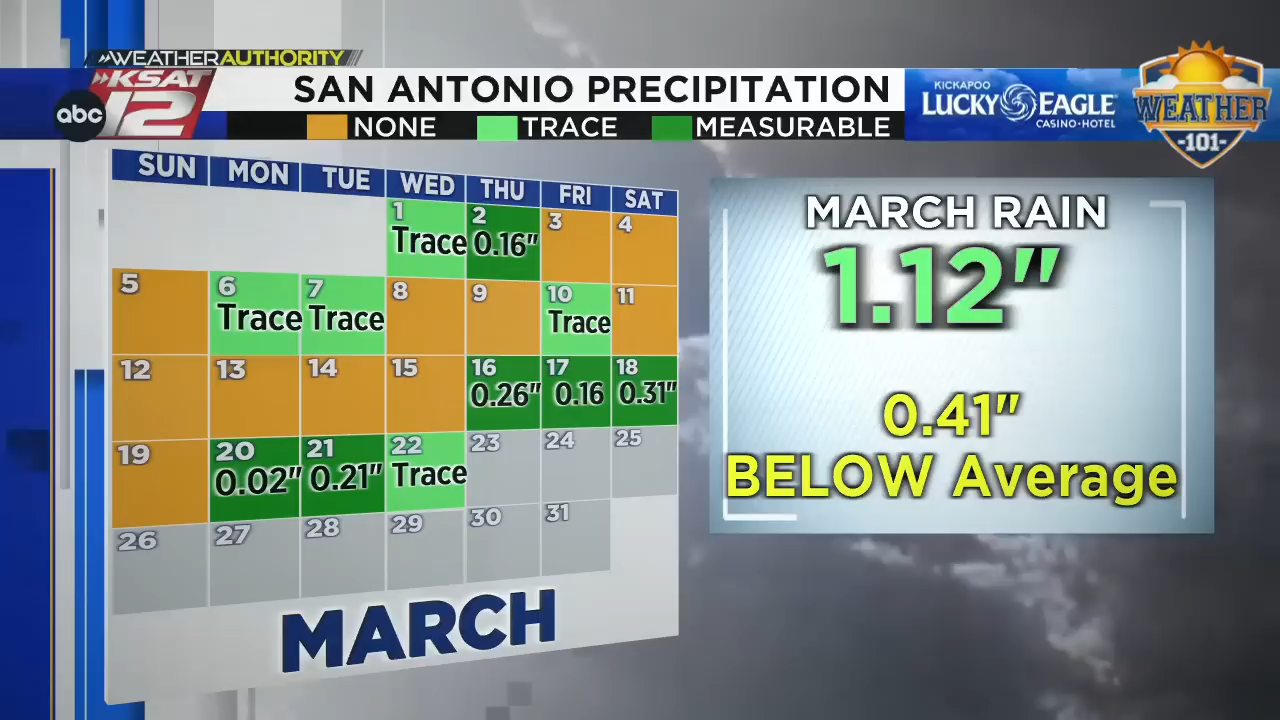 WEATHERAUTHORITY
KSAT
abc 12
SAN ANTONIO PRECIPITATION
NONE TRACE MEASURABLE
KICKAPOO
LUCKY EAGLE
CASINO·HOTEL
WEATHER
-101-
SUN MON TUE WED THU FRI SAT
1 2 3 4
Trace 0.16"
5 6 7 8 9 10 11
Trace Trace Trace
12 13 14 15 16 17 18
0.26" 0.16 0.31"
19 20 21 22 23 24 25
0.02" 0.21" Trace
26 27 28 29 30 31
MARCH
MARCH RAIN
1.12"
0.41"
BELOW Average